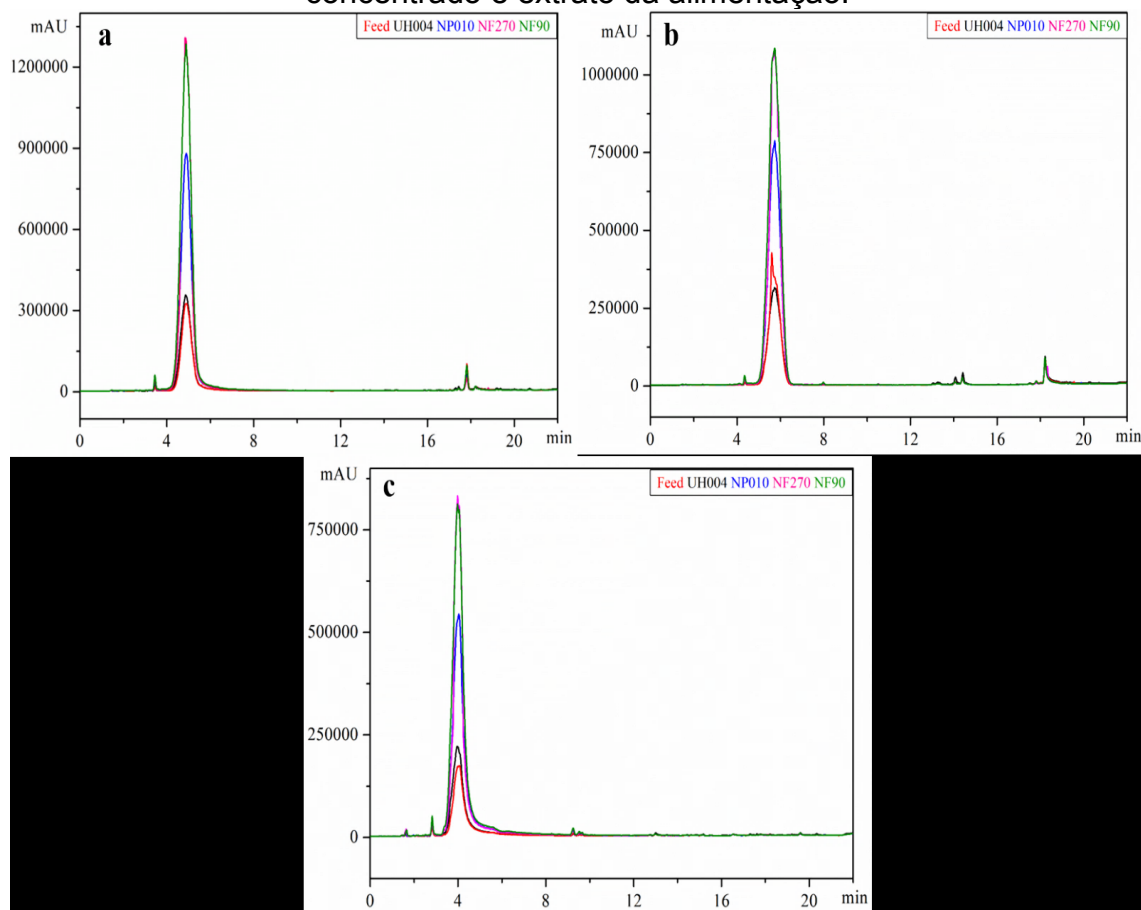 concentrado e extrato da alimentação.
mAU
a
Feed UH004 NP010 NF270 NF90
1200000
900000
600000
300000
0
0 4 8 12 16 20 min
mAU
b
Feed UH004 NP010 NF270 NF90
1000000
750000
500000
250000
0
0 4 8 12 16 20 min
mAU
c
Feed UH004 NP010 NF270 NF90
750000
500000
250000
0
0 4 8 12 16 20 min